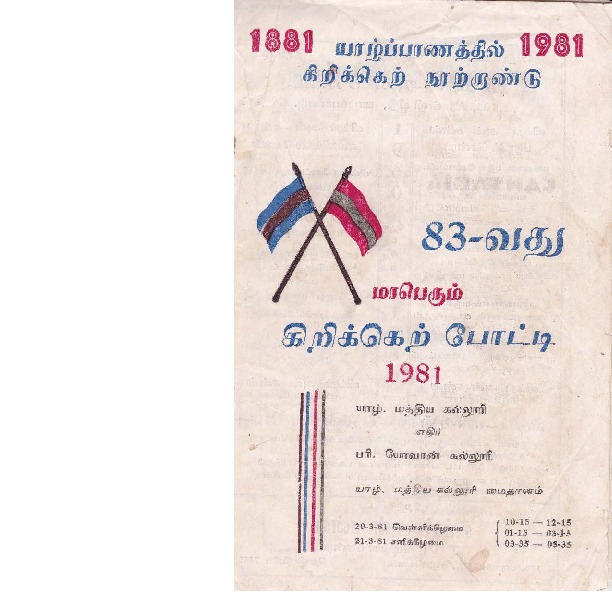 1881 யாழ்ப்பாணத்தில் 1981
கிறிக்கெற் நூற்றாண்டு
83-வது
மாபெரும்
கிறிக்கெற் போட்டி
1981
யாழ். மத்திய கல்லூரி
எதிர்
பரி. யோவான் கல்லூரி
யாழ். மத்திய கல்லூரி மைதானம்
20-3-81 வெள்ளிக்கிழமை
21-3-81 சனிக்கிழமை
10-15 — 12-15
01-15 — 03-15
03-35 — 05-35